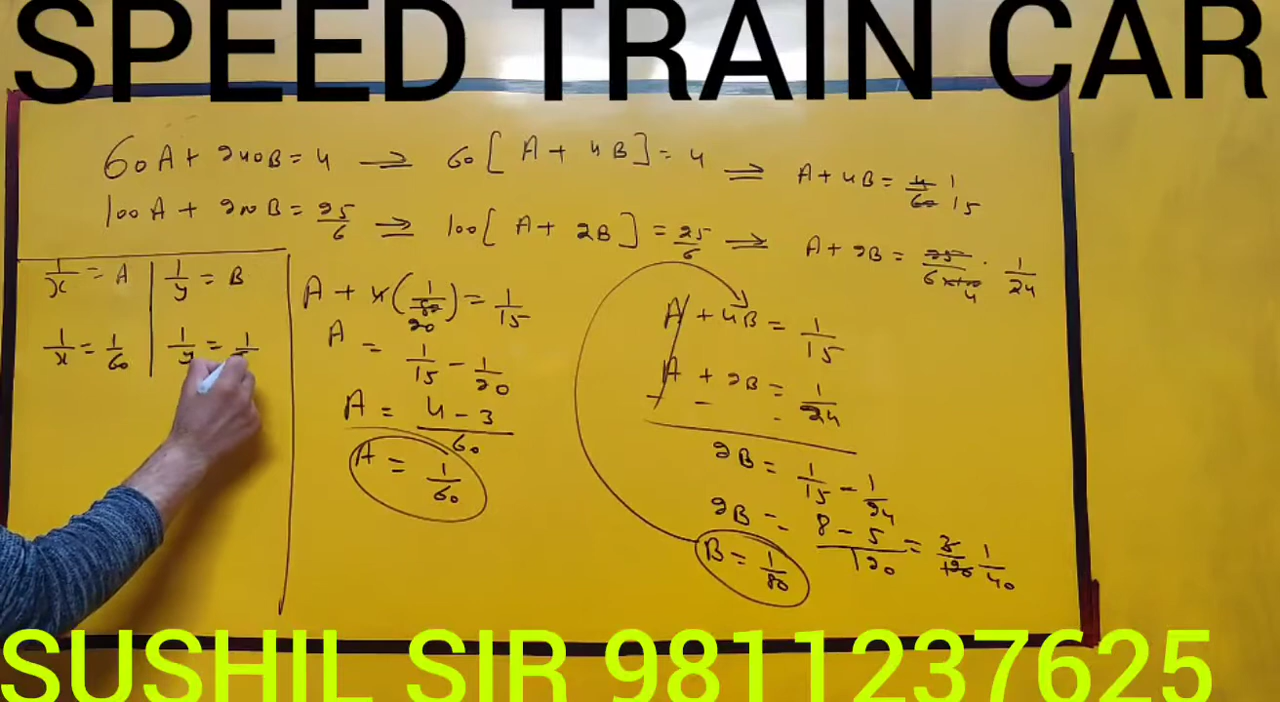 SPEED TRAIN CAR
60A + 240B = 4 ⇒ 60[ A + 4B ] = 4 ⇒ A + 4B = 4/60 1/15
100A + 200B = 25/6 ⇒ 100[ A + 2B ] = 25/6 ⇒ A + 2B = 25/6×100 4 · 1/24
1/x = A | 1/y = B
1/x = 1/60 | 1/y = 1/
A + 4(1/80) = 1/15
20
A = 1/15 - 1/20
A = 4 - 3/60
A = 1/60
A + 4B = 1/15
A + 2B = 1/24
- - -
2B = 1/15 - 1/24
2B = 8 - 5/120 = 3/120 1/40
B = 1/80
SUSHIL SIR 9811237625